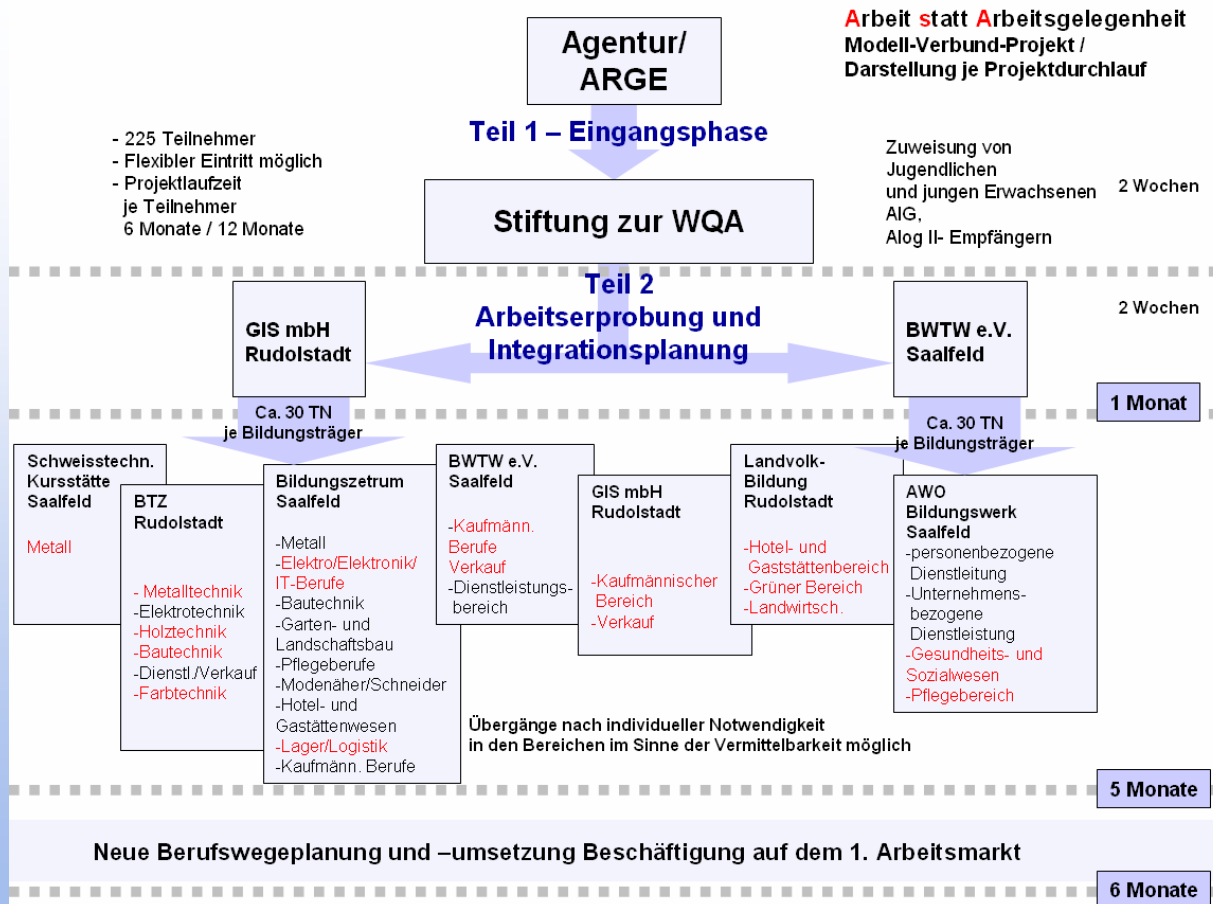 Arbeit statt Arbeitsgelegenheit
Modell-Verbund-Projekt /
Darstellung je Projektdurchlauf
Agentur/
ARGE
Teil 1 – Eingangsphase
- 225 Teilnehmer
- Flexibler Eintritt möglich
- Projektlaufzeit
je Teilnehmer
6 Monate / 12 Monate
Zuweisung von
Jugendlichen
und jungen Erwachsenen
AlG,
Alog II- Empfängern
2 Wochen
Stiftung zur WQA
Teil 2
Arbeitserprobung und
Integrationsplanung
2 Wochen
GIS mbH
Rudolstadt
BWTW e.V.
Saalfeld
1 Monat
Ca. 30 TN
je Bildungsträger
Ca. 30 TN
je Bildungsträger
Schweisstechn.
Kursstätte
Saalfeld
Metall
BTZ
Rudolstadt
- Metalltechnik
-Elektrotechnik
-Holztechnik
-Bautechnik
-Dienstl./Verkauf
-Farbtechnik
Bildungszetrum
Saalfeld
-Metall
-Elektro/Elektronik/
IT-Berufe
-Bautechnik
-Garten- und
Landschaftsbau
-Pflegeberufe
-Modenäher/Schneider
-Hotel- und
Gastättenwesen
-Lager/Logistik
-Kaufmänn. Berufe
BWTW e.V.
Saalfeld
-Kaufmänn.
Berufe
Verkauf
-Dienstleistungs-
bereich
GIS mbH
Rudolstadt
-Kaufmännischer
Bereich
-Verkauf
Landvolk-
Bildung
Rudolstadt
-Hotel- und
Gaststättenbereich
-Grüner Bereich
-Landwirtsch.
AWO
Bildungswerk
Saalfeld
-personenbezogene
Dienstleitung
-Unternehmens-
bezogene
Dienstleistung
-Gesundheits- und
Sozialwesen
-Pflegebereich
Übergänge nach individueller Notwendigkeit
in den Bereichen im Sinne der Vermittelbarkeit möglich
5 Monate
Neue Berufswegeplanung und –umsetzung Beschäftigung auf dem 1. Arbeitsmarkt
6 Monate